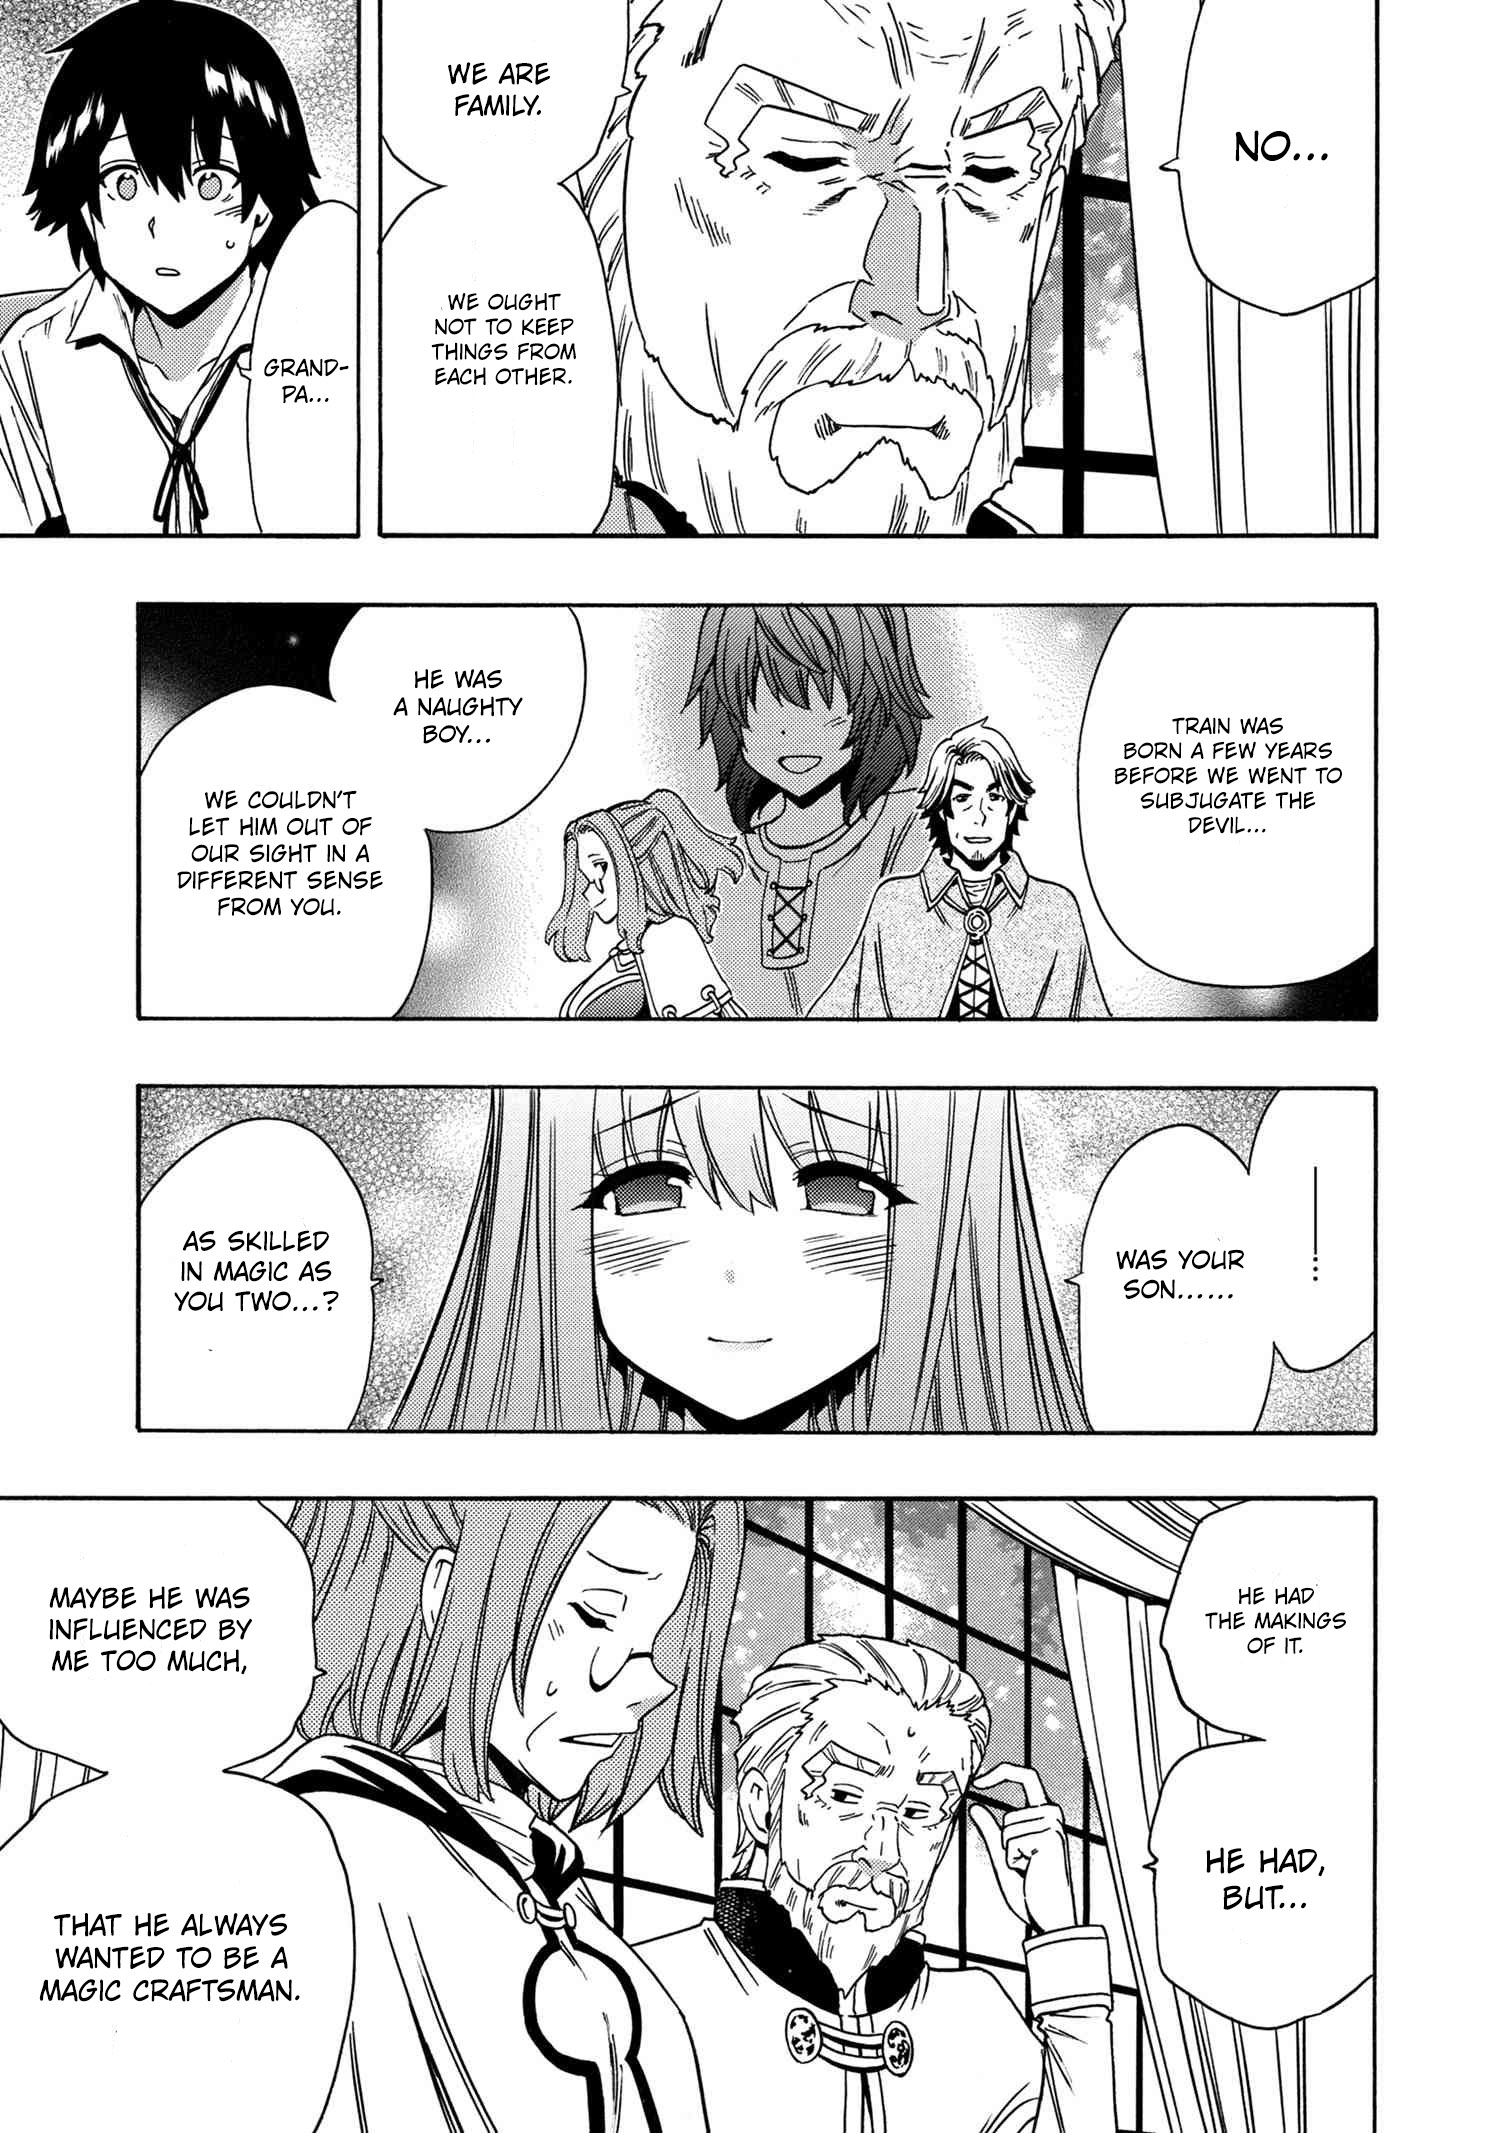 NO...
WE ARE
FAMILY.
WE OUGHT
NOT TO KEEP
THINGS FROM
EACH OTHER.
GRAND-
PA...
TRAIN WAS
BORN A FEW YEARS
BEFORE WE WENT TO
SUBJUGATE THE
DEVIL...
HE WAS
A NAUGHTY
BOY...
WE COULDN'T
LET HIM OUT OF
OUR SIGHT IN A
DIFFERENT SENSE
FROM YOU.
—...
WAS YOUR
SON......
AS SKILLED
IN MAGIC AS
YOU TWO...?
HE HAD
THE MAKINGS
OF IT.
HE HAD,
BUT...
MAYBE HE WAS
INFLUENCED BY
ME TOO MUCH,
THAT HE ALWAYS
WANTED TO BE A
MAGIC CRAFTSMAN.